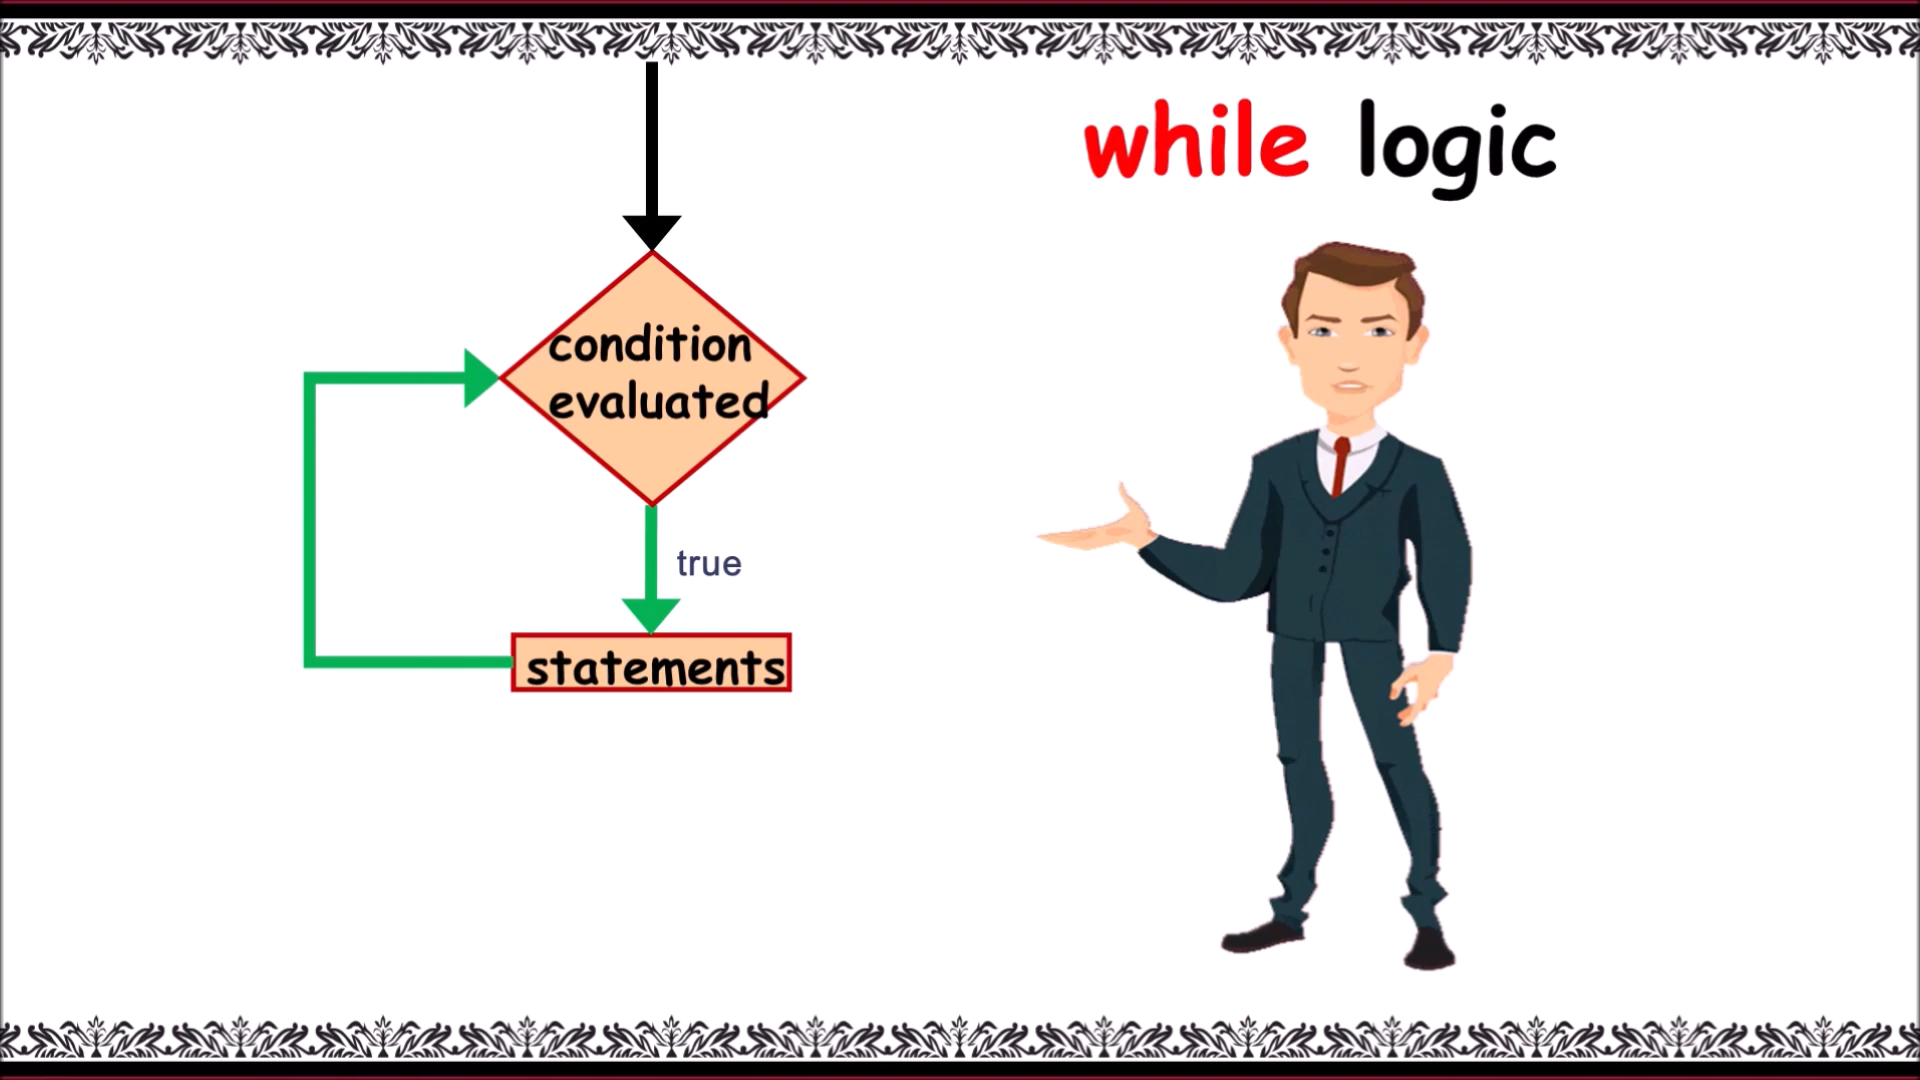 while logic
condition
evaluated
true
statements